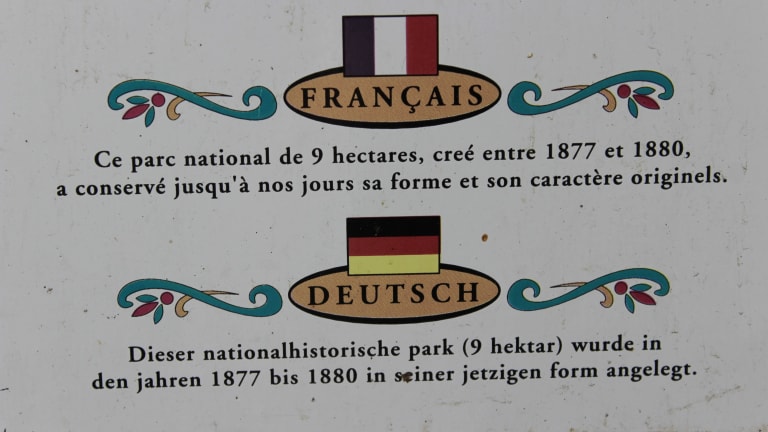 FRANÇAIS
Ce parc national de 9 hectares, creé entre 1877 et 1880,
a conservé jusqu'à nos jours sa forme et son caractère originels.
DEUTSCH
Dieser nationalhistorische park (9 hektar) wurde in
den jahren 1877 bis 1880 in seiner jetzigen form angelegt.